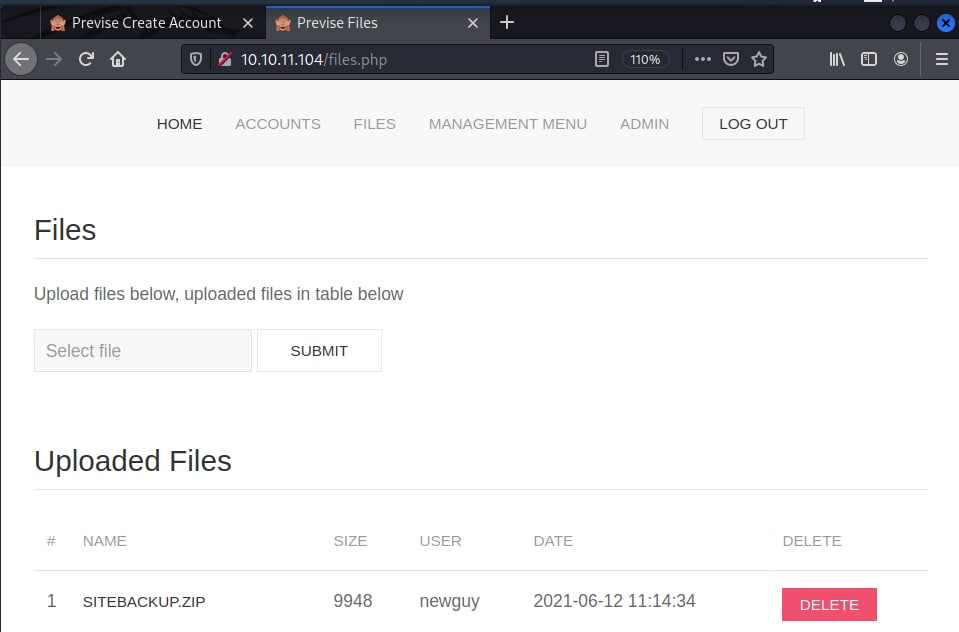 Previse Create Account
Previse Files
10.10.11.104/files.php
110%
HOME ACCOUNTS FILES MANAGEMENT MENU ADMIN LOG OUT
Files
Upload files below, uploaded files in table below
Select file SUBMIT
Uploaded Files
# NAME SIZE USER DATE DELETE
1 SITEBACKUP.ZIP 9948 newguy 2021-06-12 11:14:34 DELETE